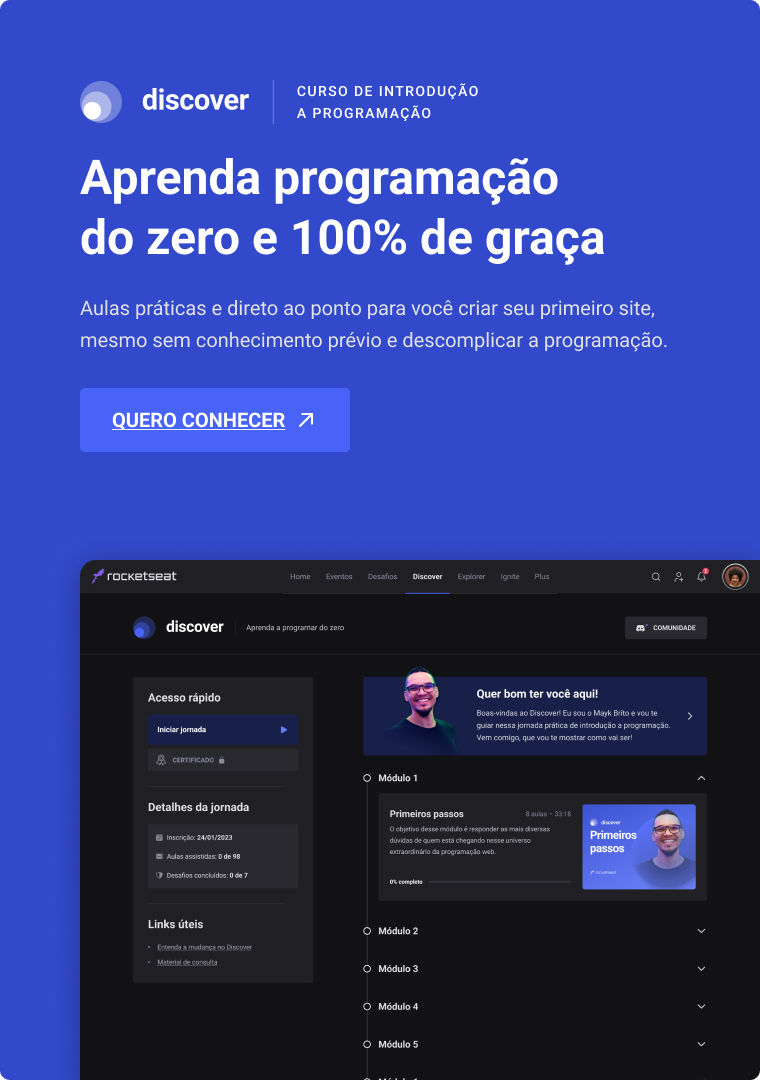 discover
CURSO DE INTRODUÇÃO
A PROGRAMAÇÃO
Aprenda programação
do zero e 100% de graça
Aulas práticas e direto ao ponto para você criar seu primeiro site,
mesmo sem conhecimento prévio e descomplicar a programação.
QUERO CONHECER
rocketseat
Home Eventos Desafios Discover Explorer Ignite Plus
2
discover
Aprenda a programar do zero
COMUNIDADE
Acesso rápido
Iniciar jornada
CERTIFICADO
Detalhes da jornada
Inscrição: 24/01/2023
Aulas assistidas: 0 de 98
Desafios concluídos: 0 de 7
Links úteis
• Entenda a mudança no Discover
• Material de consulta
Quer bom ter você aqui!
Boas-vindas ao Discover! Eu sou o Mayk Brito e vou te
guiar nessa jornada prática de introdução a programação.
Vem comigo, que vou te mostrar como vai ser!
Módulo 1
Primeiros passos
8 aulas • 33:18
O objetivo desse módulo é responder as mais diversas
dúvidas de quem está chegando nesse universo
extraordinário da programação web.
0% completo
discover
Primeiros
passos
rocketseat
Módulo 2
Módulo 3
Módulo 4
Módulo 5